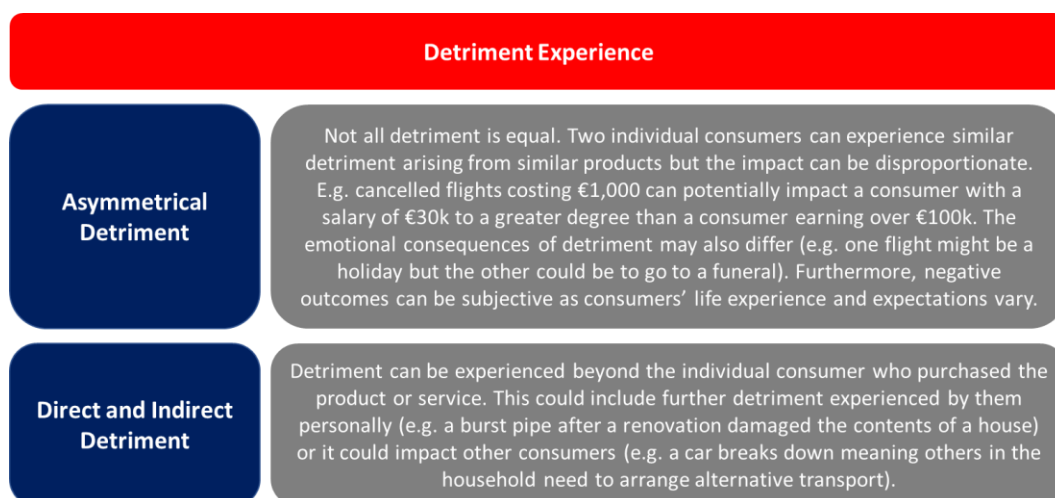 Detriment Experience
Asymmetrical
Detriment
Not all detriment is equal. Two individual consumers can experience similar
detriment arising from similar products but the impact can be disproportionate.
E.g. cancelled flights costing €1,000 can potentially impact a consumer with a
salary of €30k to a greater degree than a consumer earning over €100k. The
emotional consequences of detriment may also differ (e.g. one flight might be a
holiday but the other could be to go to a funeral). Furthermore, negative
outcomes can be subjective as consumers’ life experience and expectations vary.
Direct and Indirect
Detriment
Detriment can be experienced beyond the individual consumer who purchased the
product or service. This could include further detriment experienced by them
personally (e.g. a burst pipe after a renovation damaged the contents of a house)
or it could impact other consumers (e.g. a car breaks down meaning others in the
household need to arrange alternative transport).